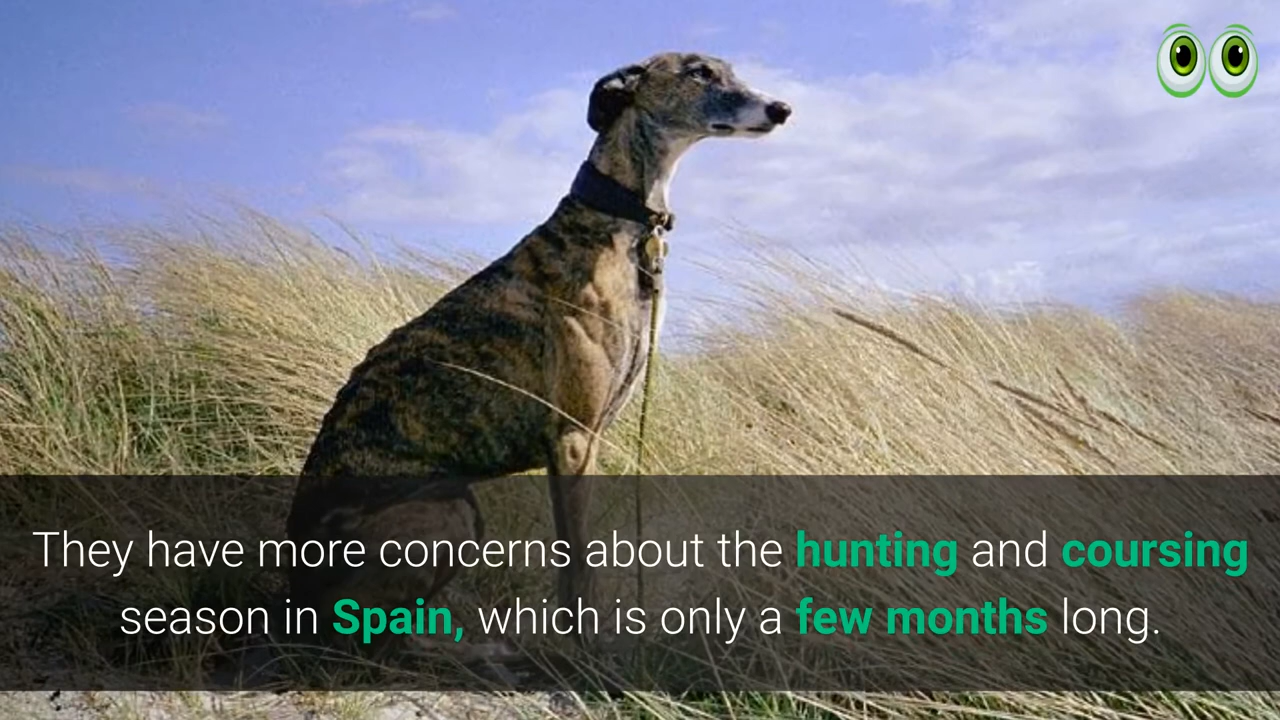 They have more concerns about the hunting and coursing
season in Spain, which is only a few months long.